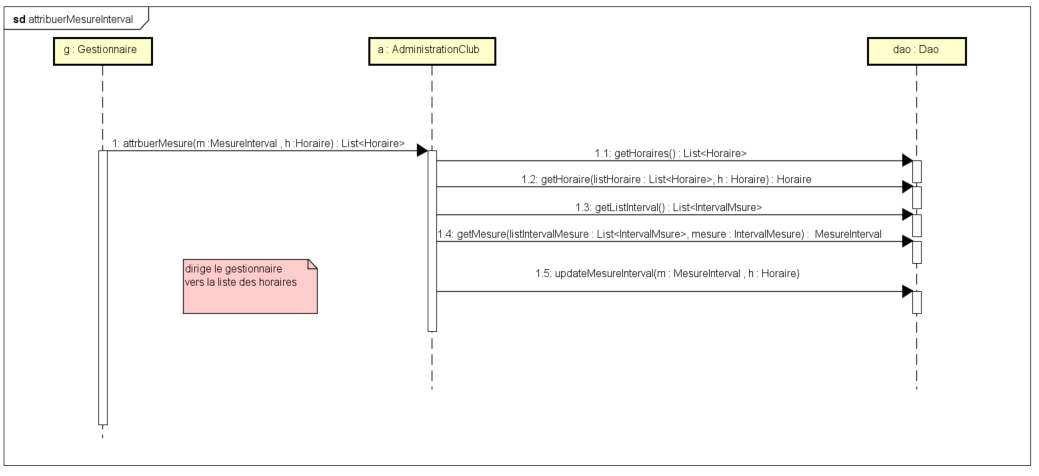 sd attribuerMesureInterval
g : Gestionnaire
a : AdministrationClub
dao : Dao
1: attrbuerMesure(m :MesureInterval , h :Horaire) : List<Horaire>
1.1: getHoraires() : List<Horaire>
1.2: getHoraire(listHoraire : List<Horaire>, h : Horaire) : Horaire
1.3: getListInterval() : List<IntervalMsure>
1.4: getMesure(listIntervalMesure : List<IntervalMsure>, mesure : IntervalMesure) : MesureInterval
dirige le gestionnaire
vers la liste des horaires
1.5: updateMesureInterval(m : MesureInterval , h : Horaire)